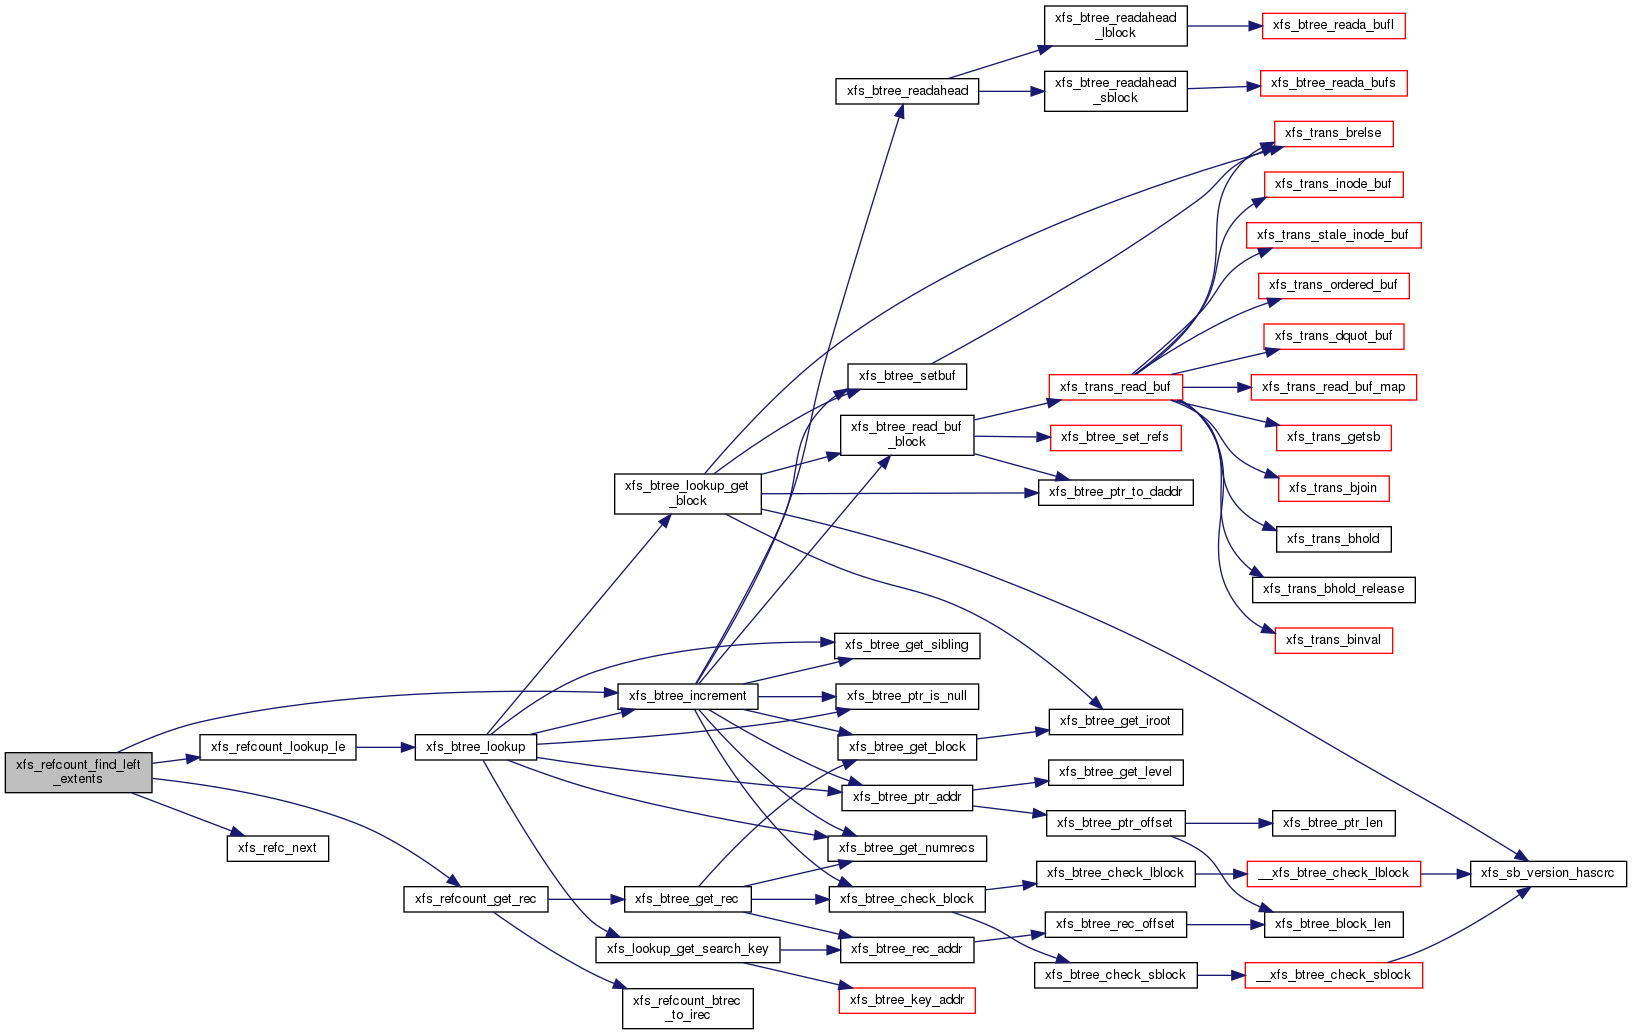 xfs_btree_readahead
_lblock
xfs_btree_reada_bufl
xfs_btree_readahead
xfs_btree_readahead
_sblock
xfs_btree_reada_bufs
xfs_trans_brelse
xfs_trans_inode_buf
xfs_trans_stale_inode_buf
xfs_trans_ordered_buf
xfs_trans_dquot_buf
xfs_btree_setbuf
xfs_trans_read_buf
xfs_trans_read_buf_map
xfs_btree_read_buf
_block
xfs_btree_set_refs
xfs_trans_getsb
xfs_btree_lookup_get
_block
xfs_btree_ptr_to_daddr
xfs_trans_bjoin
xfs_trans_bhold
xfs_trans_bhold_release
xfs_trans_binval
xfs_btree_get_sibling
xfs_btree_increment
xfs_btree_ptr_is_null
xfs_btree_get_iroot
xfs_refcount_find_left
_extents
xfs_refcount_lookup_le
xfs_btree_lookup
xfs_btree_get_block
xfs_btree_get_level
xfs_btree_ptr_addr
xfs_btree_ptr_offset
xfs_btree_ptr_len
xfs_refc_next
xfs_btree_get_numrecs
xfs_btree_check_lblock
__xfs_btree_check_lblock
xfs_sb_version_hascrc
xfs_refcount_get_rec
xfs_btree_get_rec
xfs_btree_check_block
xfs_btree_rec_offset
xfs_btree_block_len
xfs_lookup_get_search_key
xfs_btree_rec_addr
xfs_btree_check_sblock
__xfs_btree_check_sblock
xfs_refcount_btrec
_to_irec
xfs_btree_key_addr